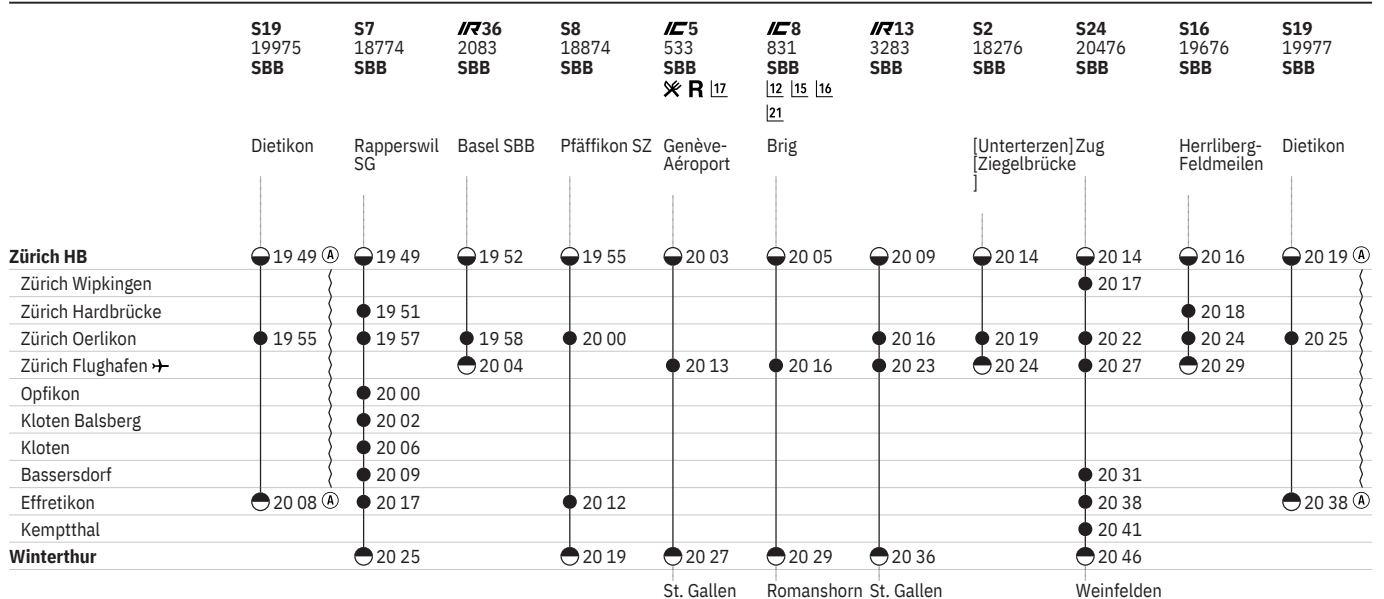 S19 S7 IR36 S8 IC5 IC8 IR13 S2 S24 S16 S19
19975 18774 2083 18874 533 831 3283 18276 20476 19676 19977
SBB SBB SBB SBB SBB SBB SBB SBB SBB SBB SBB
R 17 12 15 16
21
Dietikon Rapperswil Basel SBB Pfäffikon SZ Genève- Brig [Unterterzen] Zug Herrliberg- Dietikon
SG Aéroport [Ziegelbrücke Feldmeilen
]
Zürich HB 19 49 A 19 49 19 52 19 55 20 03 20 05 20 09 20 14 20 14 20 16 20 19 A
Zürich Wipkingen 20 17
Zürich Hardbrücke 19 51 20 18
Zürich Oerlikon 19 55 19 57 19 58 20 00 20 16 20 19 20 22 20 24 20 25
Zürich Flughafen 20 04 20 13 20 16 20 23 20 24 20 27 20 29
Opfikon 20 00
Kloten Balsberg 20 02
Kloten 20 06
Bassersdorf 20 09 20 31
Effretikon 20 08 A 20 17 20 12 20 38 20 38 A
Kemptthal 20 41
Winterthur 20 25 20 19 20 27 20 29 20 36 20 46
St. Gallen Romanshorn St. Gallen Weinfelden